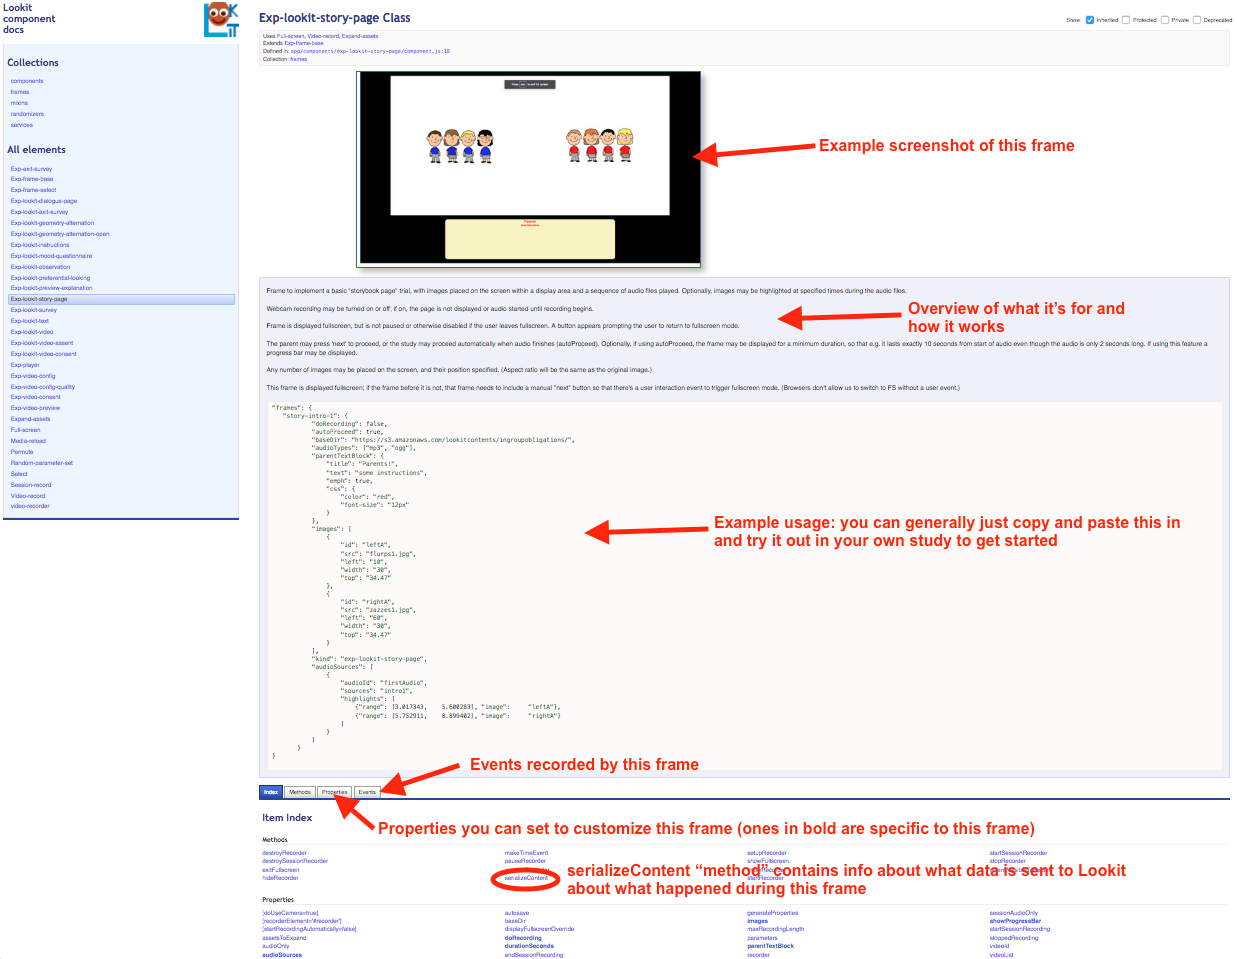 Lookit
component
docs
Collections
components
frames
mixins
randomizers
services
All elements
Exp-exit-survey
Exp-frame-base
Exp-frame-select
Exp-lookit-dialogue-page
Exp-lookit-exit-survey
Exp-lookit-geometry-alternation
Exp-lookit-geometry-alternation-open
Exp-lookit-instructions
Exp-lookit-mood-questionnaire
Exp-lookit-observation
Exp-lookit-preferential-looking
Exp-lookit-preview-explanation
Exp-lookit-story-page
Exp-lookit-survey
Exp-lookit-text
Exp-lookit-video
Exp-lookit-video-assent
Exp-lookit-video-consent
Exp-player
Exp-video-config
Exp-video-config-quality
Exp-video-consent
Exp-video-preview
Expand-assets
Full-screen
Media-reload
Permute
Random-parameter-set
Select
Session-record
Video-record
video-recorder
Exp-lookit-story-page Class
Show: Inherited Protected Private Deprecated
Uses Full-screen, Video-record, Expand-assets
Extends Exp-frame-base
Defined in: app/components/exp-lookit-story-page/component.js:18
Collection: frames
Example screenshot of this frame
Frame to implement a basic "storybook page" trial, with images placed on the screen within a display area and a sequence of audio files played. Optionally, images may be highlighted at specified times during the audio files.
Webcam recording may be turned on or off; if on, the page is not displayed or audio started until recording begins.
Frame is displayed fullscreen, but is not paused or otherwise disabled if the user leaves fullscreen. A button appears prompting the user to return to fullscreen mode.
The parent may press 'next' to proceed, or the study may proceed automatically when audio finishes (autoProceed). Optionally, if using autoProceed, the frame may be displayed for a minimum duration, so that e.g. it lasts exactly 10 seconds from start of audio even though the audio is only 2 seconds long. If using this feature a
progress bar may be displayed.
Any number of images may be placed on the screen, and their position specified. (Aspect ratio will be the same as the original image.)
This frame is displayed fullscreen; if the frame before it is not, that frame needs to include a manual "next" button so that there's a user interaction event to trigger fullscreen mode. (Browsers don't allow us to switch to FS without a user event.)
Overview of what it's for and
how it works
"frames": {
"story-intro-1": {
"doRecording": false,
"autoProceed": true,
"baseDir": "https://s3.amazonaws.com/lookitcontents/ingroupobligations/",
"audioTypes": ["mp3", "ogg"],
"parentTextBlock": {
"title": "Parents!",
"text": "some instructions",
"emph": true,
"css": {
"color": "red",
"font-size": "12px"
}
},
"images": [
{
"id": "leftA",
"src": "flurps1.jpg",
"left": "10",
"width": "30",
"top": "34.47"
},
{
"id": "rightA",
"src": "zazzes1.jpg",
"left": "60",
"width": "30",
"top": "34.47"
}
],
"kind": "exp-lookit-story-page",
"audioSources": [
{
"audioId": "firstAudio",
"sources": "intro1",
"highlights": [
{"range": [3.017343, 5.600283], "image": "leftA"},
{"range": [5.752911, 8.899402], "image": "rightA"}
]
}
]
}
}
Example usage: you can generally just copy and paste this in
and try it out in your own study to get started
Events recorded by this frame
Index Methods Properties Events
Properties you can set to customize this frame (ones in bold are specific to this frame)
Item Index
Methods
destroyRecorder
destroySessionRecorder
exitFullscreen
hideRecorder
makeTimeEvent
pauseRecorder
serializeContent
setupRecorder
showFullscreen
startRecorder
startSessionRecorder
stopRecorder
serializeContent "method" contains info about what data is sent to Lookit
about what happened during this frame
Properties
[doUseCamera=true]
[recorderElement='#recorder']
[startRecordingAutomatically=false]
assetsToExpand
audioOnly
audioSources
autosave
baseDir
displayFullscreenOverride
doRecording
durationSeconds
endSessionRecording
generateProperties
images
maxRecordingLength
parameters
parentTextBlock
recorder
sessionAudioOnly
showProgressBar
startSessionRecording
stoppedRecording
videoId
videoList